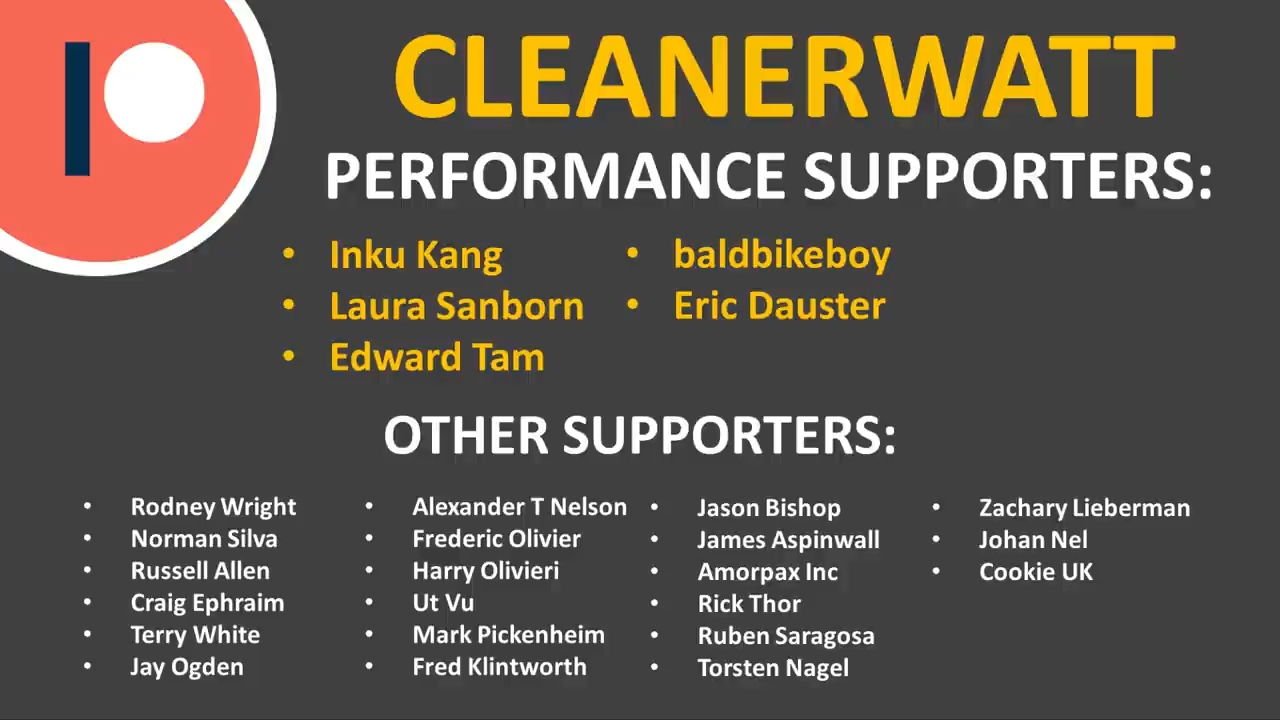 CLEANERWATT
PERFORMANCE SUPPORTERS:
• Inku Kang
• Laura Sanborn
• Edward Tam
• baldbikeboy
• Eric Dauster
OTHER SUPPORTERS:
• Rodney Wright
• Norman Silva
• Russell Allen
• Craig Ephraim
• Terry White
• Jay Ogden
• Alexander T Nelson
• Frederic Olivier
• Harry Olivieri
• Ut Vu
• Mark Pickenheim
• Fred Klintworth
• Jason Bishop
• James Aspinwall
• Amorpax Inc
• Rick Thor
• Ruben Saragosa
• Torsten Nagel
• Zachary Lieberman
• Johan Nel
• Cookie UK